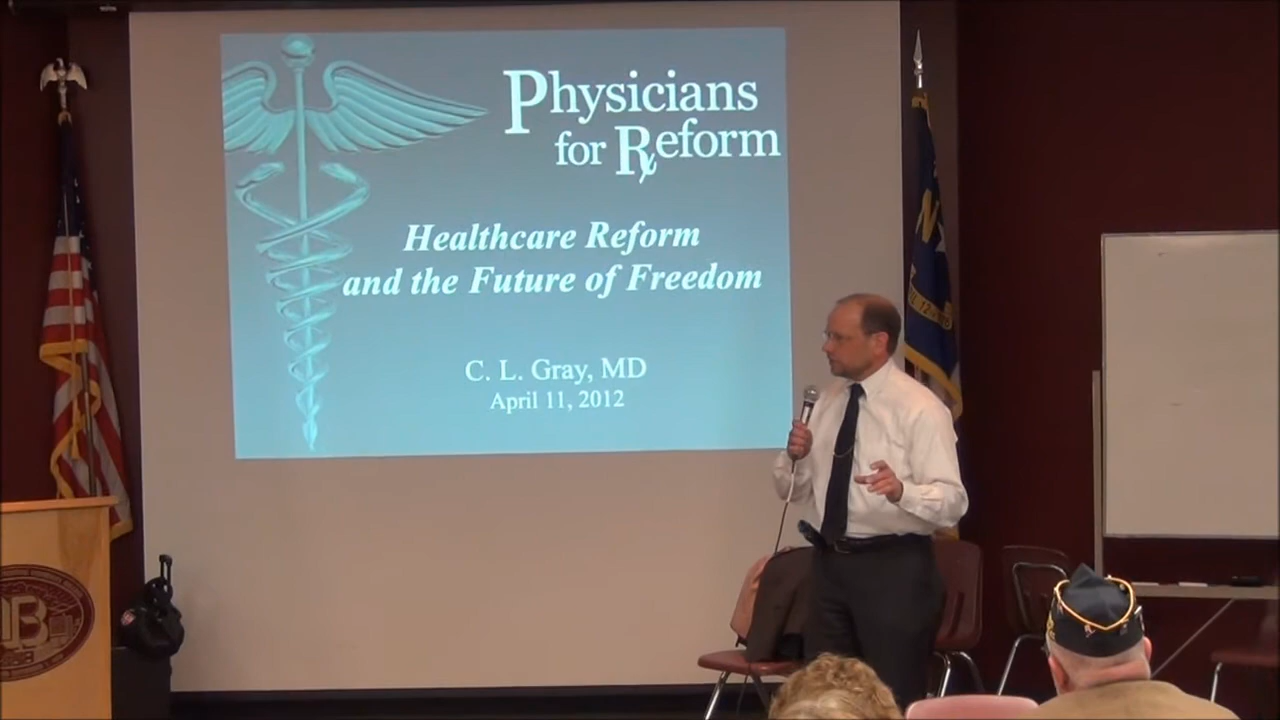 Physicians
for Reform
Healthcare Reform
and the Future of Freedom
C. L. Gray, MD
April 11, 2012
N
B